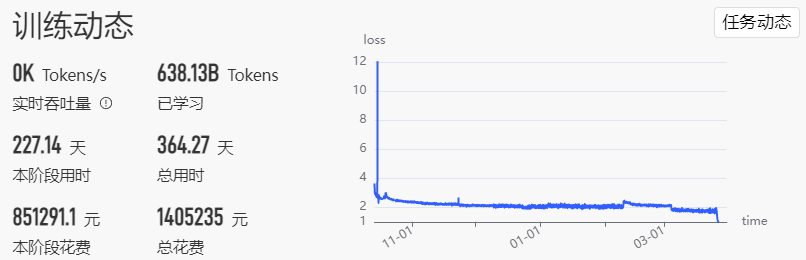 训练动态
任务动态
0K Tokens/s
638.13B Tokens
实时吞吐量
已学习
227.14 天
364.27 天
本阶段用时
总用时
851291.1 元
1405235 元
本阶段花费
总花费
loss
12
10
8
6
4
2
1
11-01
01-01
03-01
time